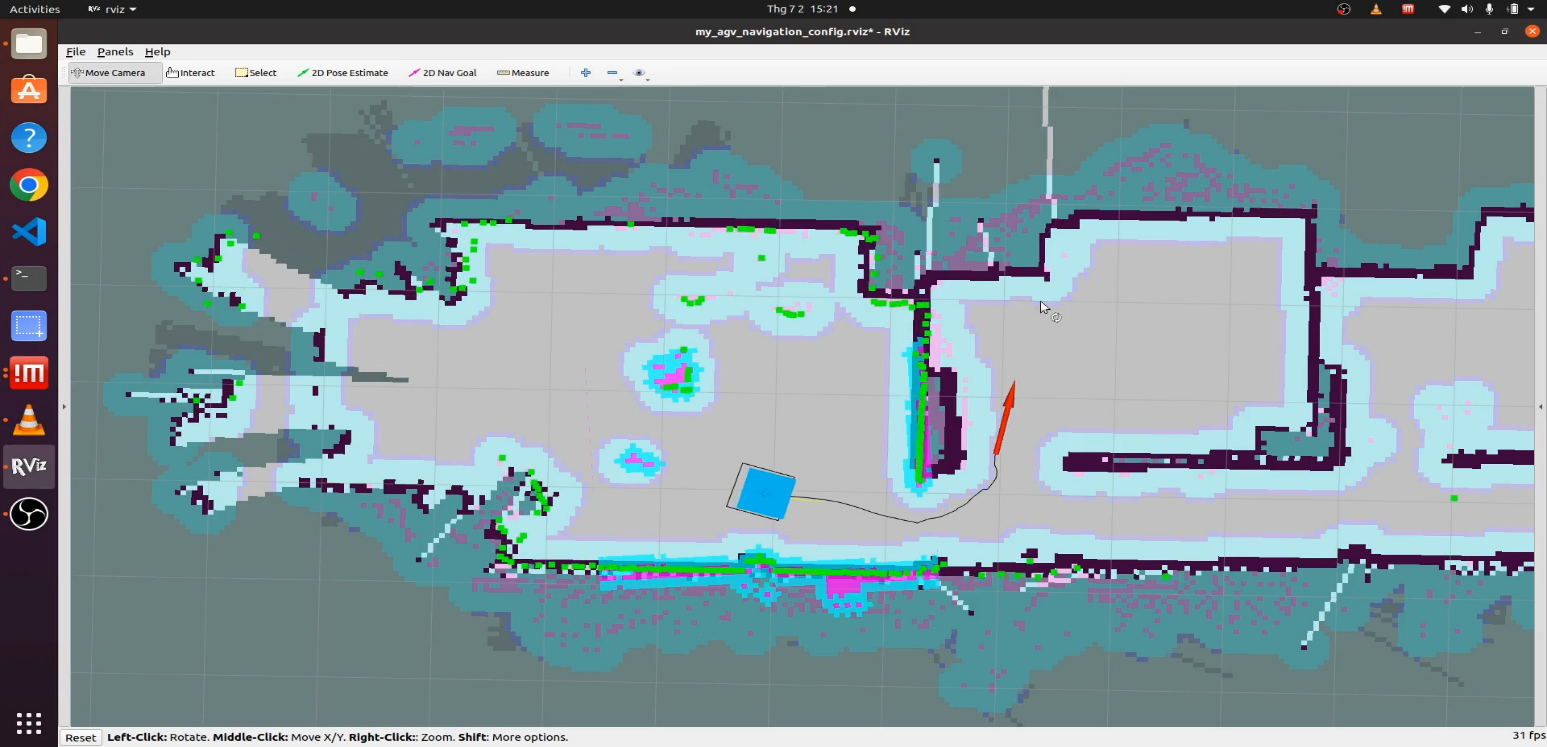 Activities RViz rviz Thg 7 2 15:21
my_agv_navigation_config.rviz* - RViz
File Panels Help
Move Camera Interact Select 2D Pose Estimate 2D Nav Goal Measure
!m
RViz
Reset Left-Click: Rotate. Middle-Click: Move X/Y. Right-Click:: Zoom. Shift: More options. 31 fps